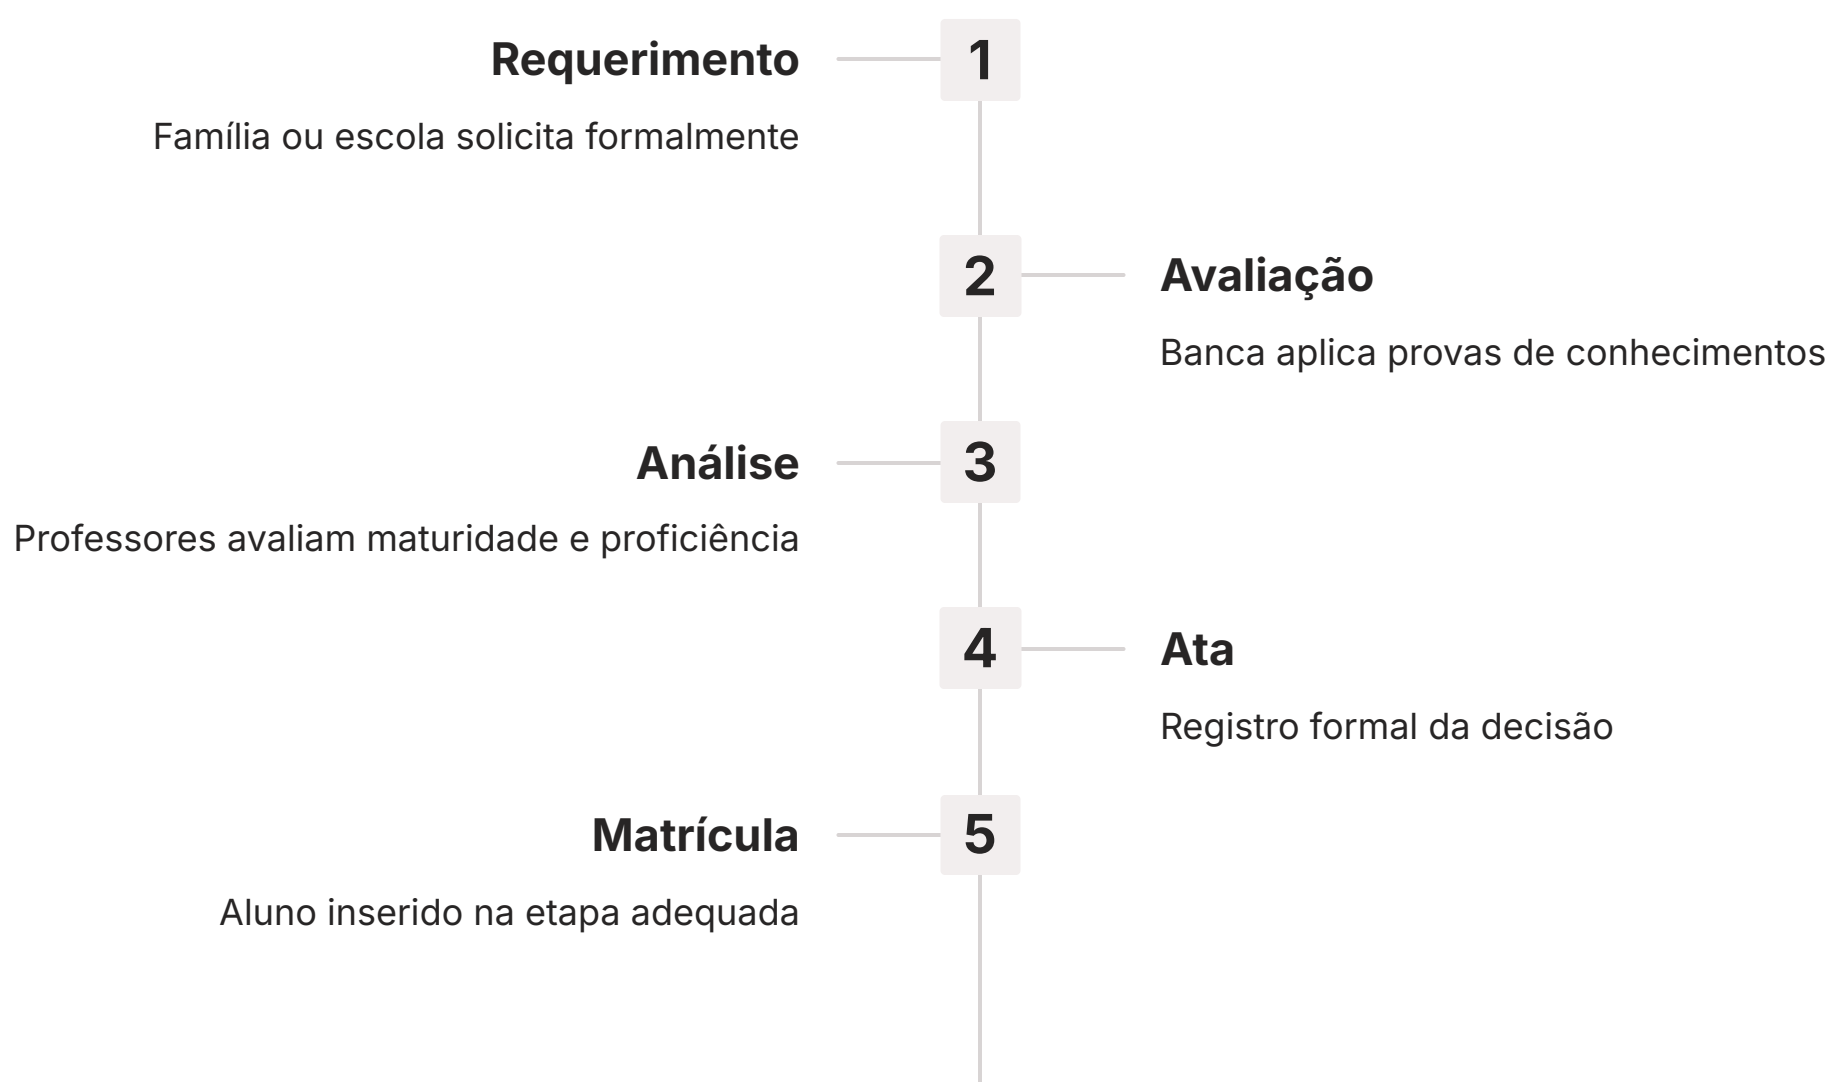 1
Requerimento
Família ou escola solicita formalmente
2
Avaliação
Banca aplica provas de conhecimentos
3
Análise
Professores avaliam maturidade e proficiência
4
Ata
Registro formal da decisão
5
Matrícula
Aluno inserido na etapa adequada